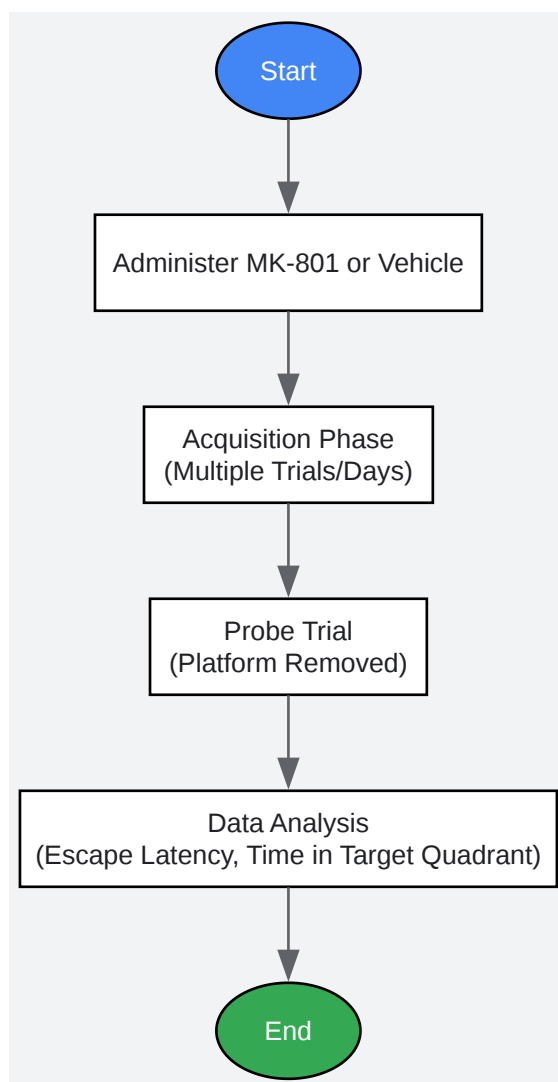 Start
Administer MK-801 or Vehicle
Acquisition Phase
(Multiple Trials/Days)
Probe Trial
(Platform Removed)
Data Analysis
(Escape Latency, Time in Target Quadrant)
End